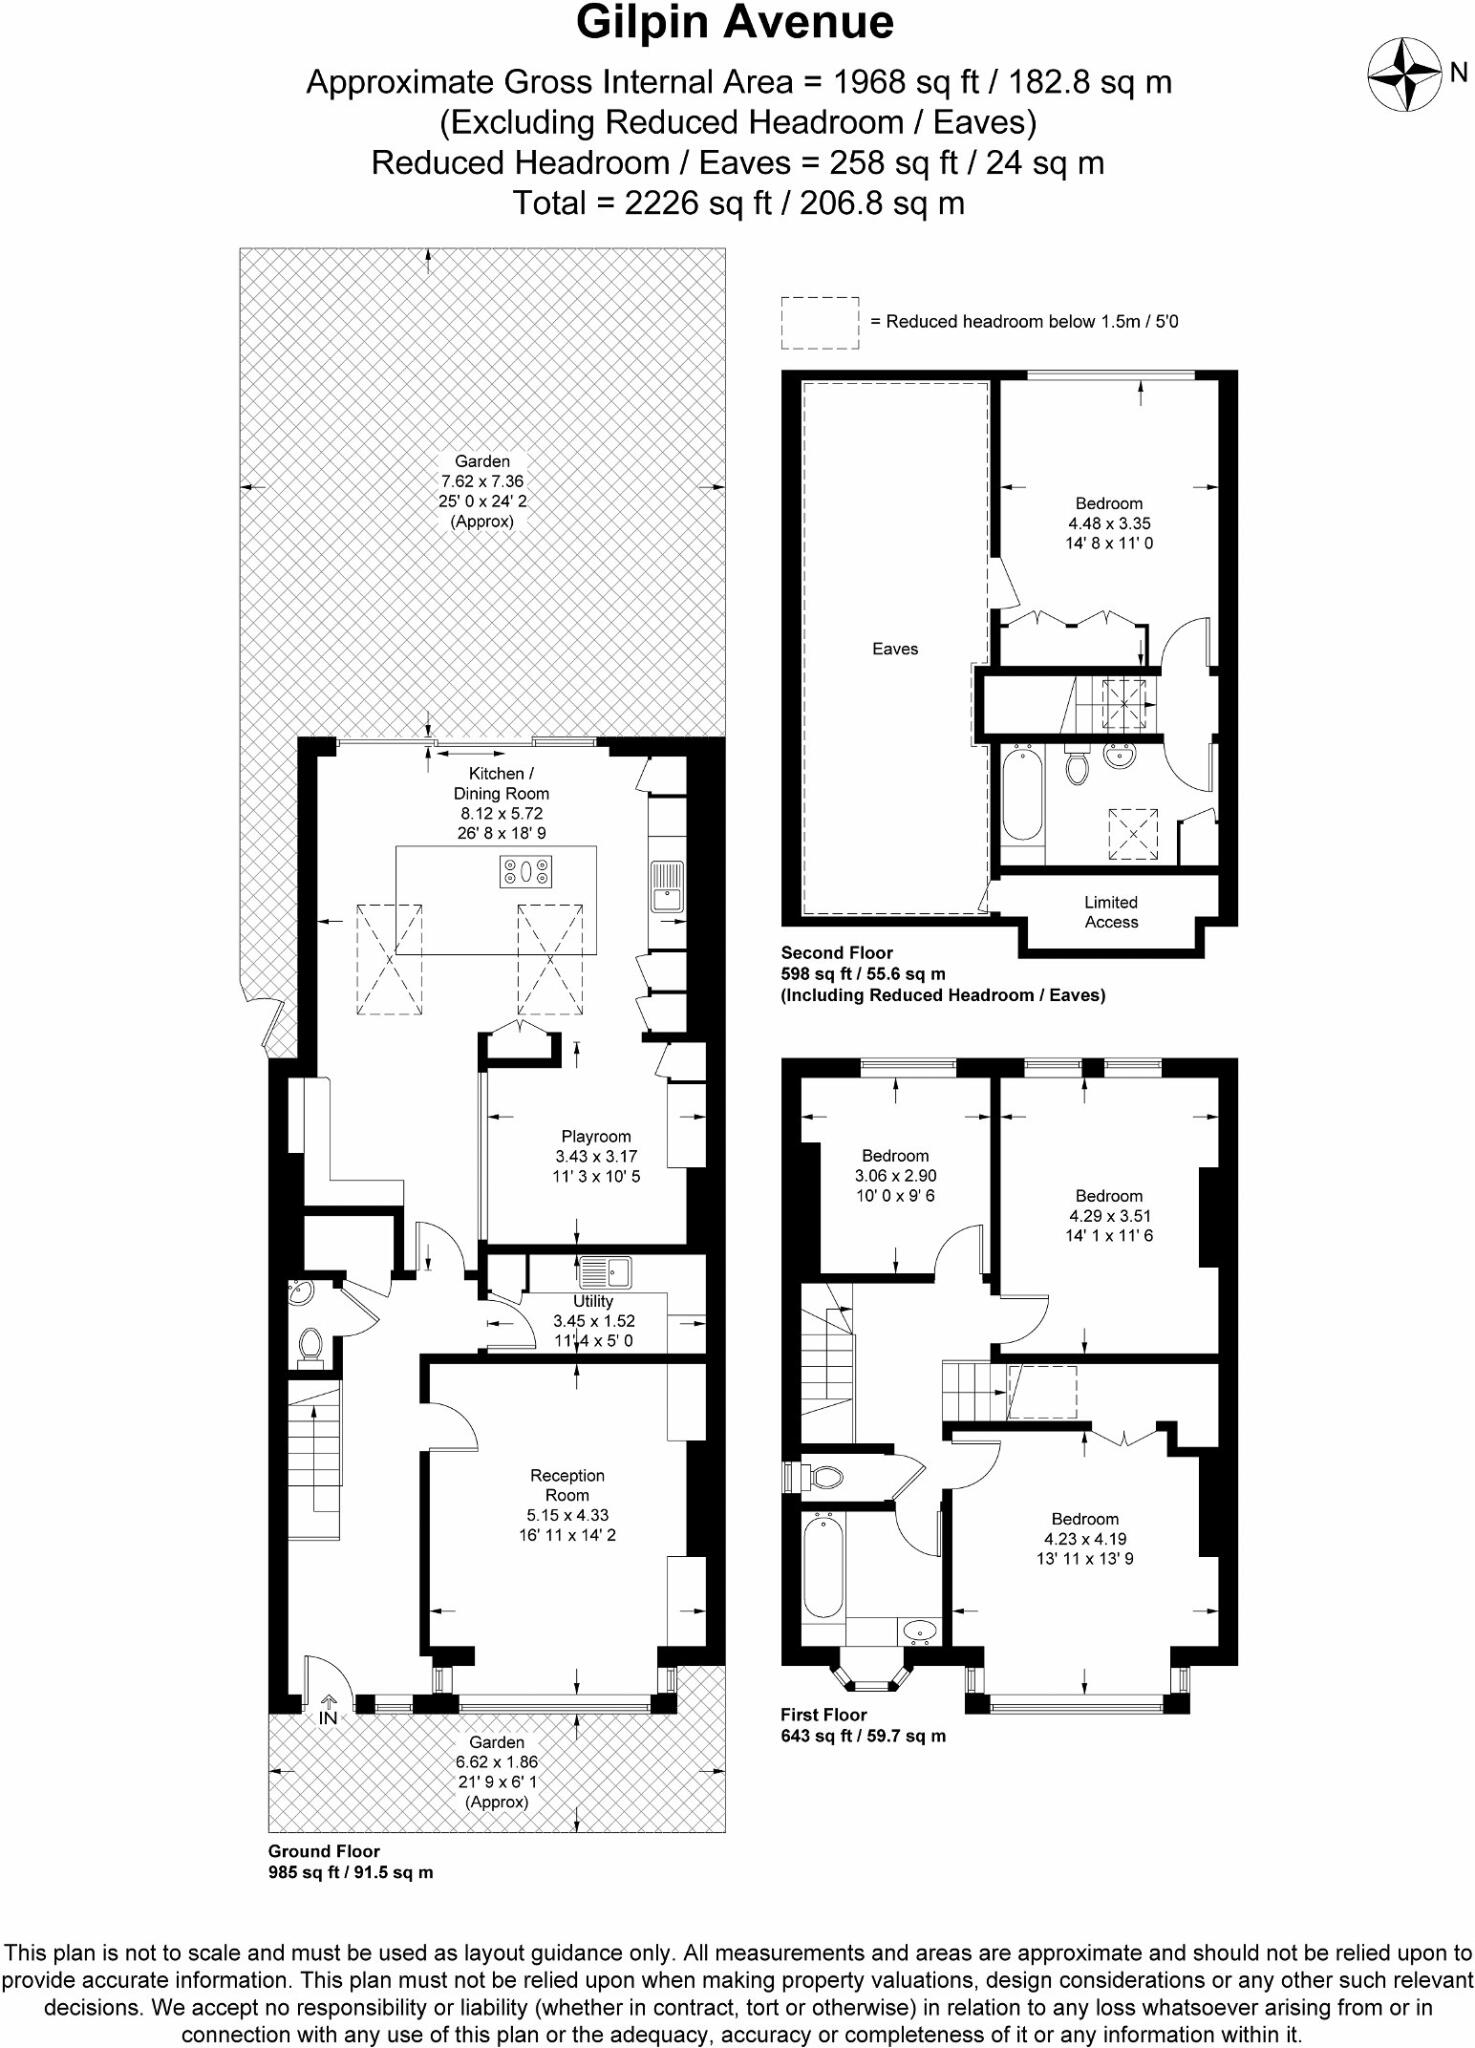 Gilpin Avenue
Approximate Gross Internal Area = 1968 sq ft / 182.8 sq m
(Excluding Reduced Headroom / Eaves)
Reduced Headroom / Eaves = 258 sq ft / 24 sq m
Total = 2226 sq ft / 206.8 sq m
N
= Reduced headroom below 1.5m / 5'0
Garden
7.62 x 7.36
25' 0 x 24' 2
(Approx)
Bedroom
4.48 x 3.35
14' 8 x 11' 0
Eaves
Limited
Access
Second Floor
598 sq ft / 55.6 sq m
(Including Reduced Headroom / Eaves)
Kitchen /
Dining Room
8.12 x 5.72
26' 8 x 18' 9
Playroom
3.43 x 3.17
11' 3 x 10' 5
Utility
3.45 x 1.52
11' 4 x 5' 0
Reception
Room
5.15 x 4.33
16' 11 x 14' 2
IN
Garden
6.62 x 1.86
21' 9 x 6' 1
(Approx)
Ground Floor
985 sq ft / 91.5 sq m
Bedroom
3.06 x 2.90
10' 0 x 9' 6
Bedroom
4.29 x 3.51
14' 1 x 11' 6
Bedroom
4.23 x 4.19
13' 11 x 13' 9
First Floor
643 sq ft / 59.7 sq m
This plan is not to scale and must be used as layout guidance only. All measurements and areas are approximate and should not be relied upon to
provide accurate information. This plan must not be relied upon when making property valuations, design considerations or any other such relevant
decisions. We accept no responsibility or liability (whether in contract, tort or otherwise) in relation to any loss whatsoever arising from or in
connection with any use of this plan or the adequacy, accuracy or completeness of it or any information within it.